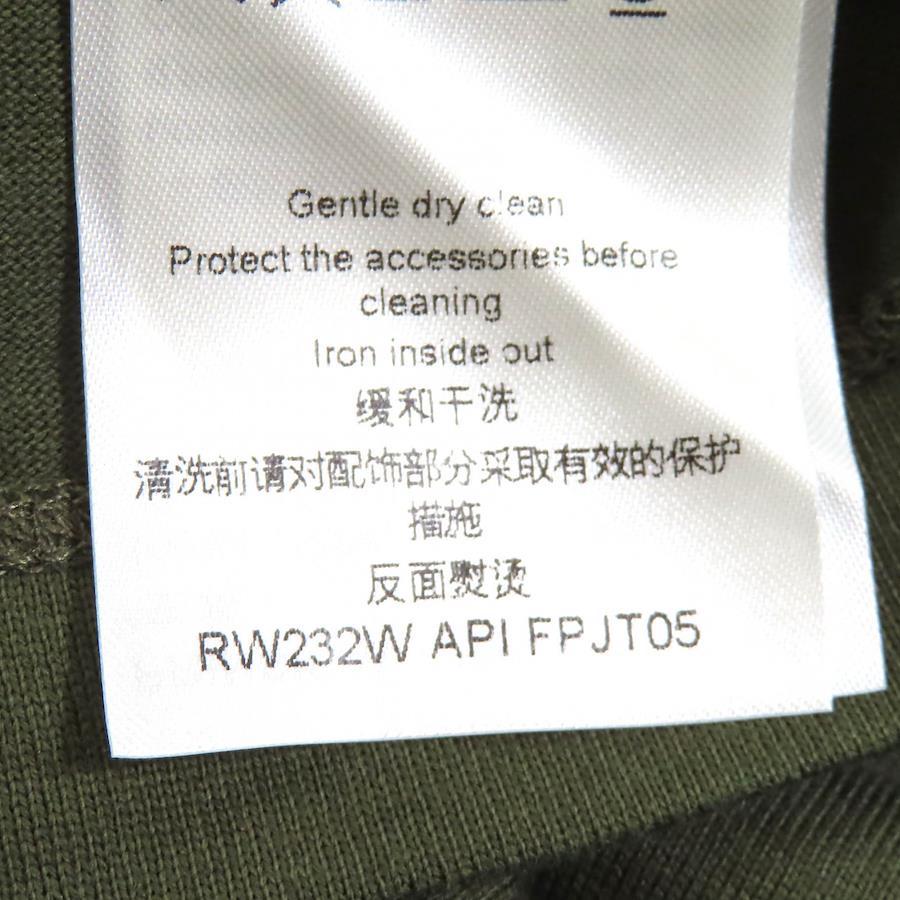 Gentle dry clean
Protect the accessories before
cleaning
Iron inside out
缓和干洗
清洗前请对配饰部分采取有效的保护
描施
反面熨烫
RW232W API FPJT05